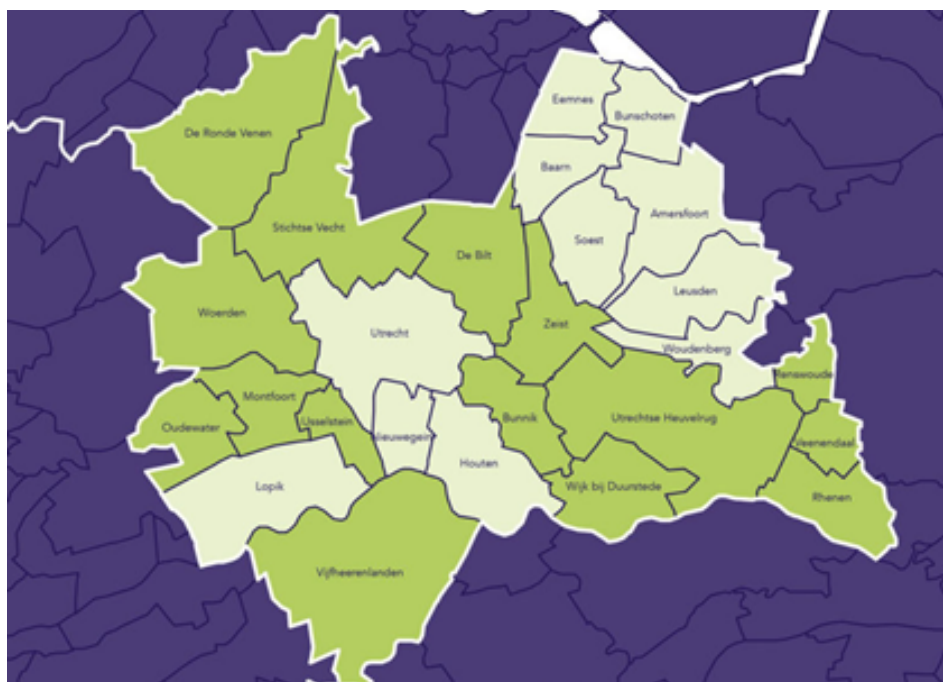 Eemnes
Bunschoten
De Ronde Venen
Baarn
Amersfoort
Stichtse Vecht
Soest
De Bilt
Leusden
Woerden
Zeist
Utrecht
Woudenberg
Renswoude
Montfoort
Utrechtse Heuvelrug
Bunnik
IJsselstein
Oudewater
Nieuwegein
Veenendaal
Houten
Lopik
Wijk bij Duurstede
Rhenen
Vijfheerenlanden